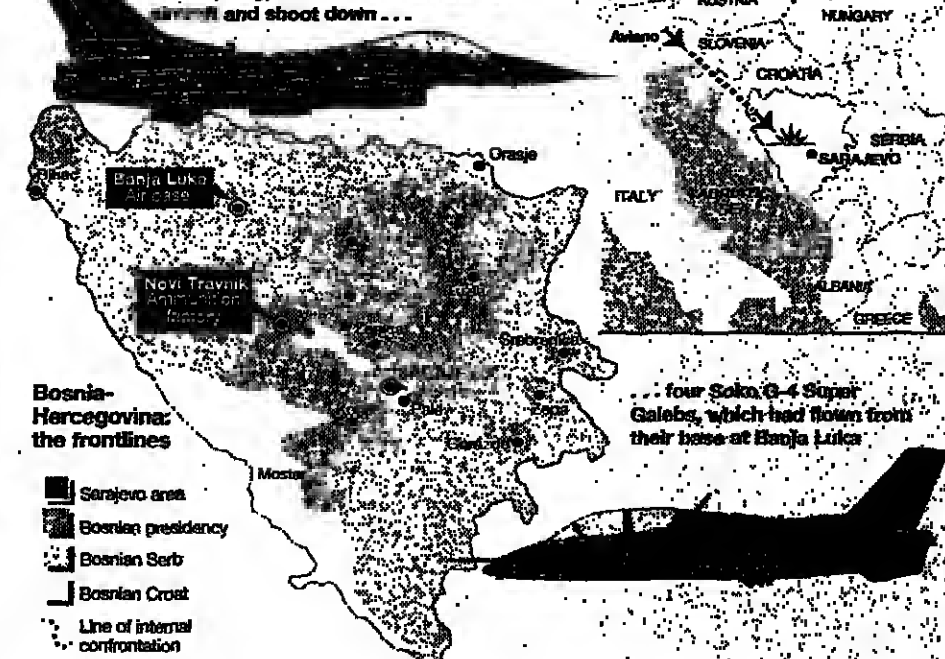 and shoot down ...
HUNGARY
Aviano
SLOVENIA
CROATIA
SERBIA
SARAJEVO
ITALY
ALBANIA
GREECE
Orasje
Bihac
Banja Luka
Air base
Novi Travnik
Ammunition
factory
Pale
Zepa
Mostar
Bosnia-
Hercegovina:
the frontlines
Sarajevo area
Bosnian presidency
Bosnian Serb
Bosnian Croat
Line of internal
confrontation
... four Soko G-4 Super
Galebs, which had flown from
their base at Banja Luka